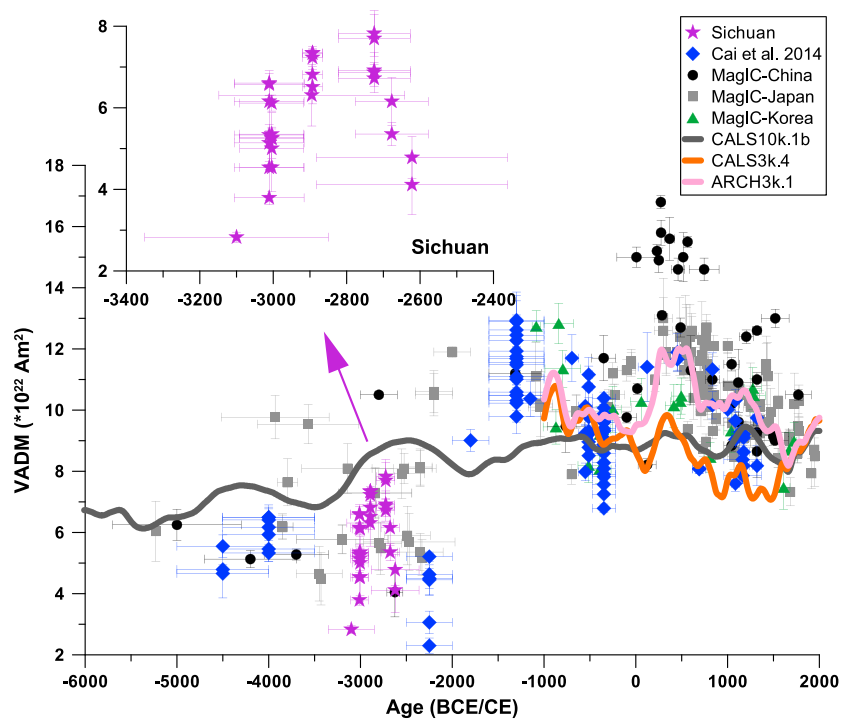 8
6
4
2
-3400
-3200
-3000
-2800
-2600
-2400
Sichuan
Sichuan
Cai et al. 2014
MagIC-China
MagIC-Japan
MagIC-Korea
CALS10k.1b
CALS3k.4
ARCH3k.1
18
16
14
12
10
8
6
4
2
VADM (*10²² Am²)
-6000
-5000
-4000
-3000
-2000
-1000
0
1000
2000
Age (BCE/CE)